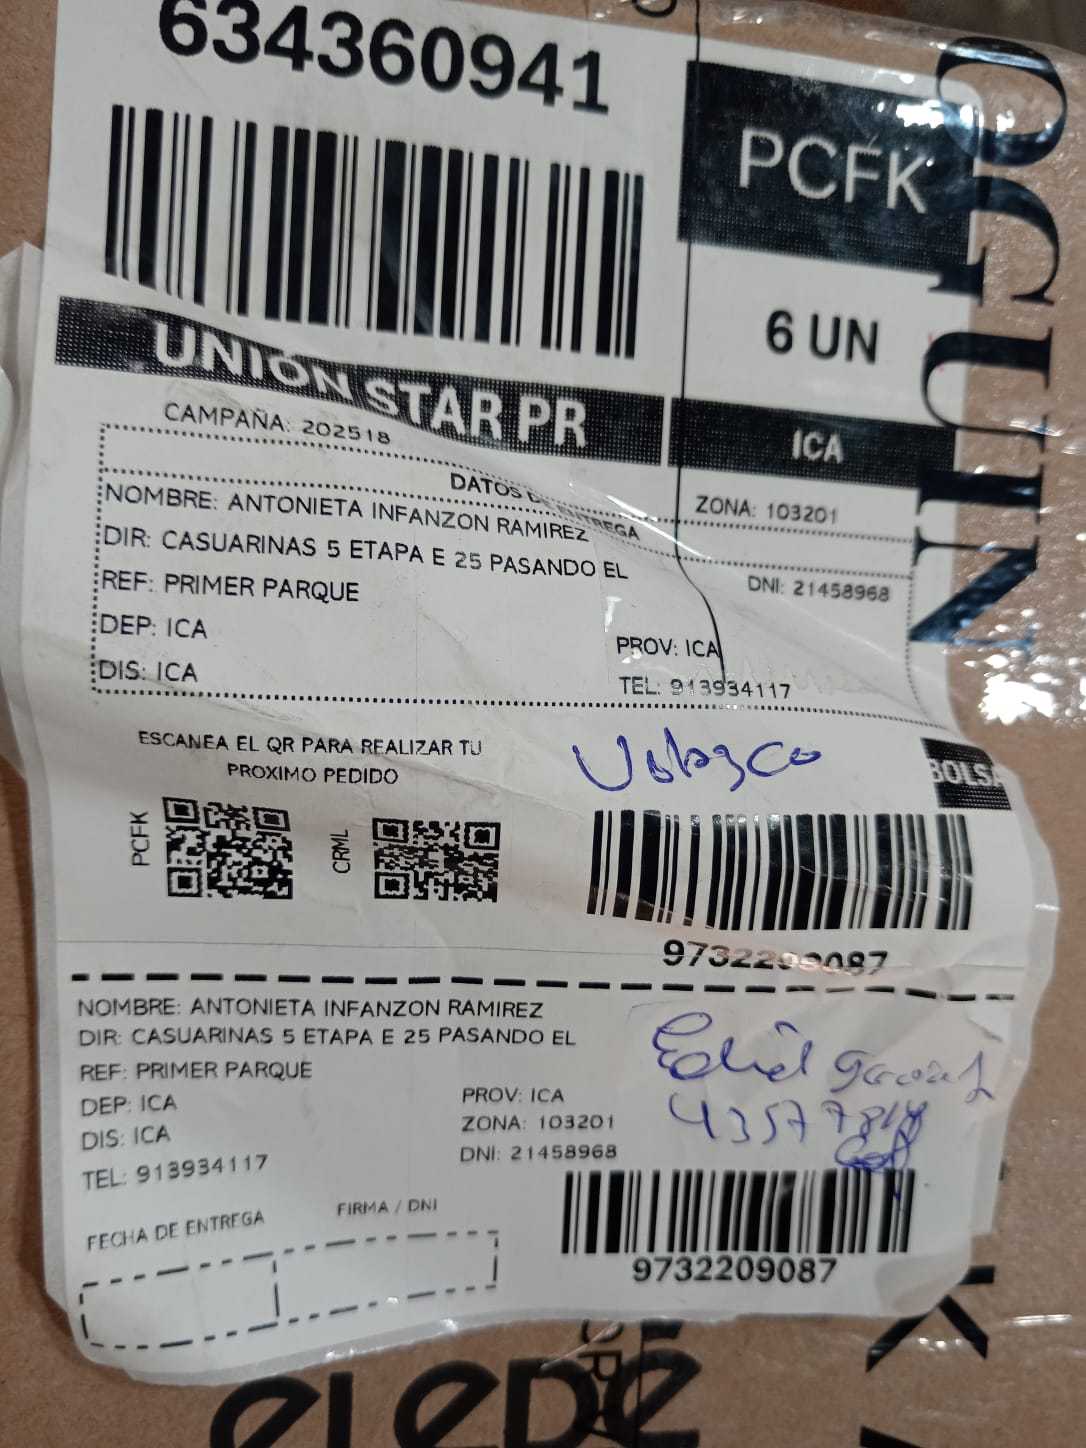 634360941
PCFK
6 UN
UNIÓN STAR PR
ICA
CAMPAÑA: 202518
ZONA: 103201
DATOS DE ENTREGA
NOMBRE: ANTONIETA INFANZON RAMIREZ
DIR: CASUARINAS 5 ETAPA E 25 PASANDO EL
DNI: 21458968
REF: PRIMER PARQUE
DEP: ICA
PROV: ICA
DIS: ICA
TEL: 913934117
ESCANEA EL QR PARA REALIZAR TU
PROXIMO PEDIDO
BOLSA
PCFK
CRML
9732209087
NOMBRE: ANTONIETA INFANZON RAMIREZ
DIR: CASUARINAS 5 ETAPA E 25 PASANDO EL
REF: PRIMER PARQUE
DEP: ICA
PROV: ICA
DIS: ICA
ZONA: 103201
TEL: 913934117
DNI: 21458968
FECHA DE ENTREGA
FIRMA / DNI
9732209087